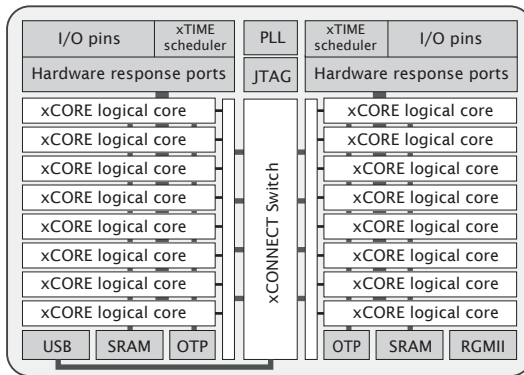 I/O pins
xTIME
scheduler
PLL
xTIME
scheduler
I/O pins
Hardware response ports
JTAG
Hardware response ports
xCORE logical core
xCORE logical core
xCORE logical core
xCORE logical core
xCORE logical core
xCORE logical core
xCORE logical core
xCORE logical core
xCONNECT Switch
xCORE logical core
xCORE logical core
xCORE logical core
xCORE logical core
xCORE logical core
xCORE logical core
xCORE logical core
xCORE logical core
USB
SRAM
OTP
OTP
SRAM
RGMII